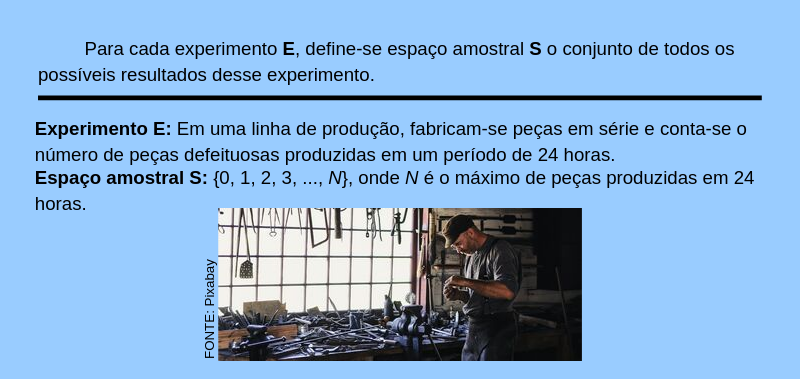 Para cada experimento E, define-se espaço amostral S o conjunto de todos os
possíveis resultados desse experimento.
Experimento E: Em uma linha de produção, fabricam-se peças em série e conta-se o
número de peças defeituosas produzidas em um período de 24 horas.
Espaço amostral S: {0, 1, 2, 3, ..., N}, onde N é o máximo de peças produzidas em 24
horas.
FONTE: Pixabay